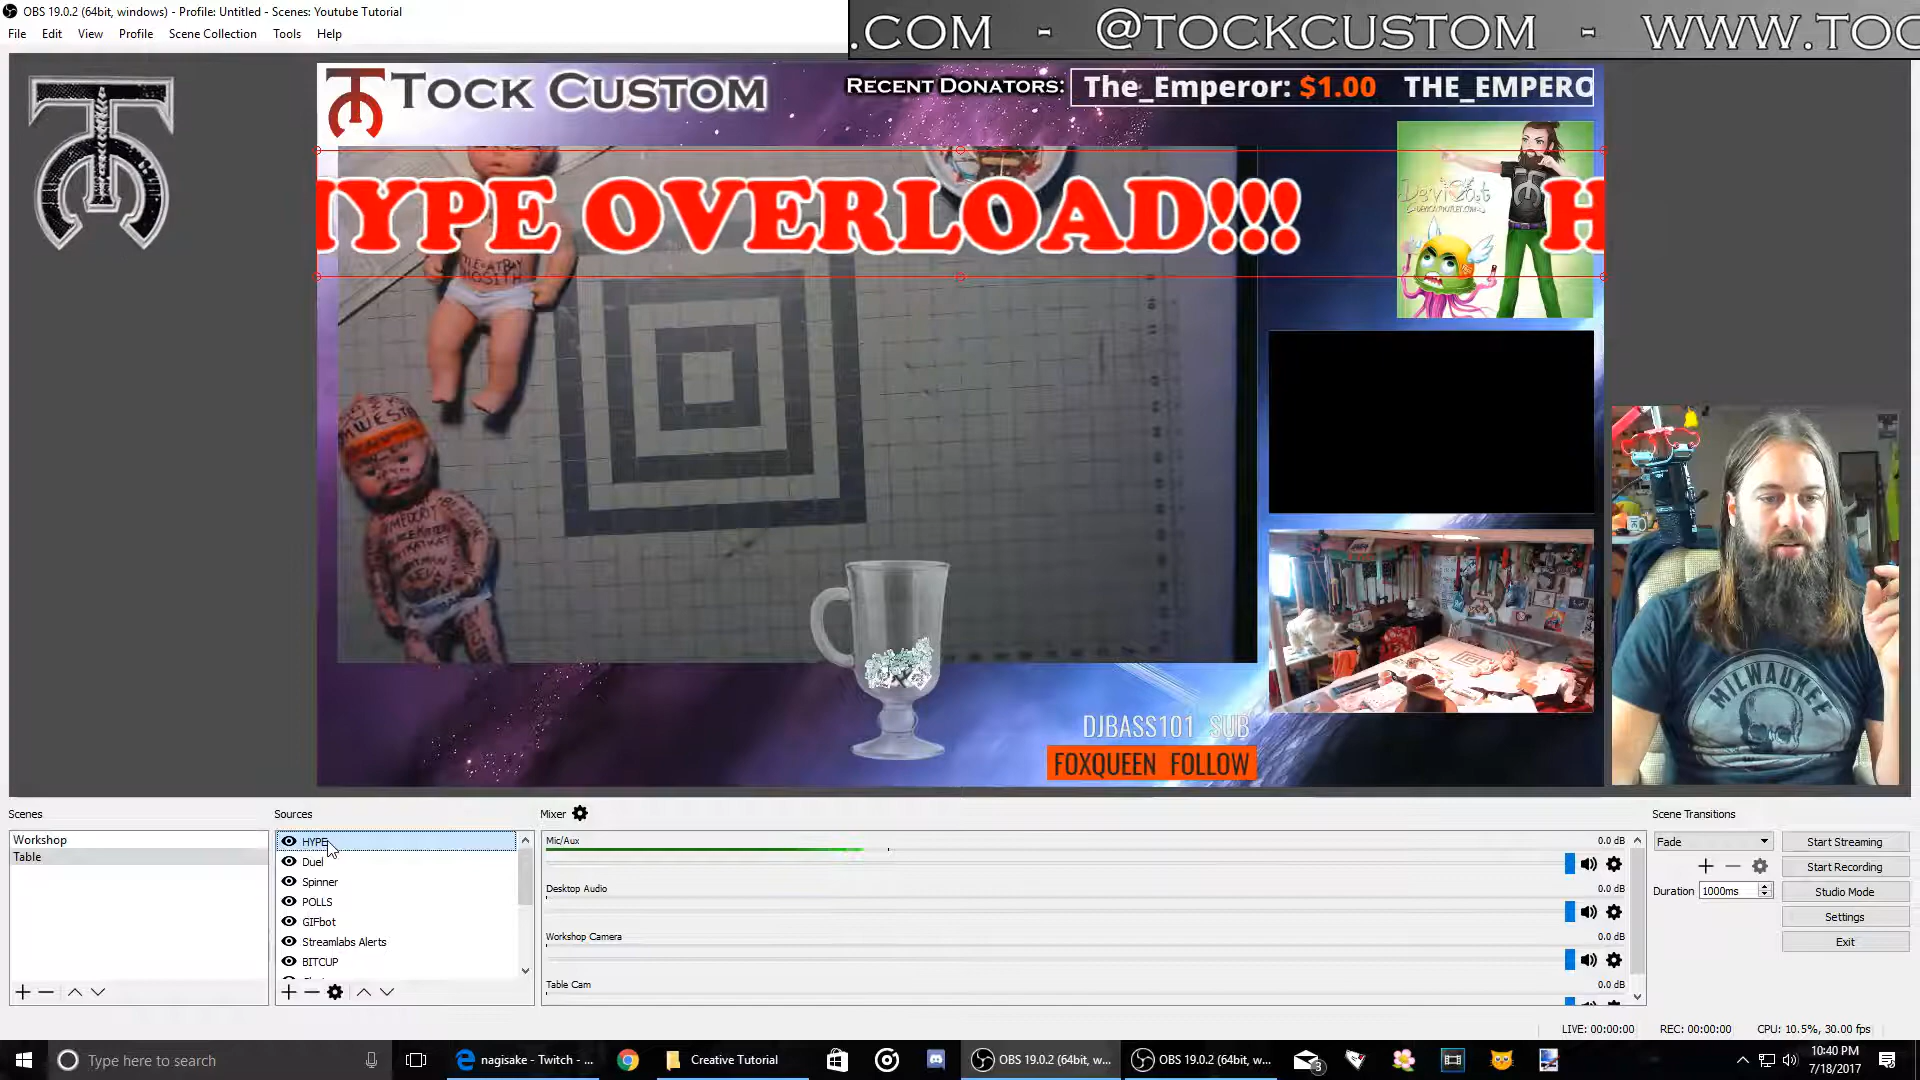 OBS 19.0.2 (64bit, windows) - Profile: Untitled - Scenes: Youtube Tutorial
.COM - @TOCKCUSTOM - WWW.TOC
File Edit View Profile Scene Collection Tools Help
TOCK CUSTOM
RECENT DONATORS: The_Emperor: $1.00 THE_EMPERO
HYPE OVERLOAD!!! H
MILWAUKEE
DJBASS101 SUB
FOXQUEEN FOLLOW
Scenes
Workshop
Table
Sources
HYPE
Duel
Spinner
POLLS
GIFbot
Streamlabs Alerts
BITCUP
Mixer
Mic/Aux 0.0 dB
Desktop Audio 0.0 dB
Workshop Camera 0.0 dB
Table Cam 0.0 dB
Scene Transitions
Fade
Duration 1000ms
Start Streaming
Start Recording
Studio Mode
Settings
Exit
LIVE: 00:00:00 REC: 00:00:00 CPU: 10.5%, 30.00 fps
Type here to search
nagisake - Twitch - ...
Creative Tutorial
OBS 19.0.2 (64bit, w...
OBS 19.0.2 (64bit, w...
3
10:40 PM
7/18/2017